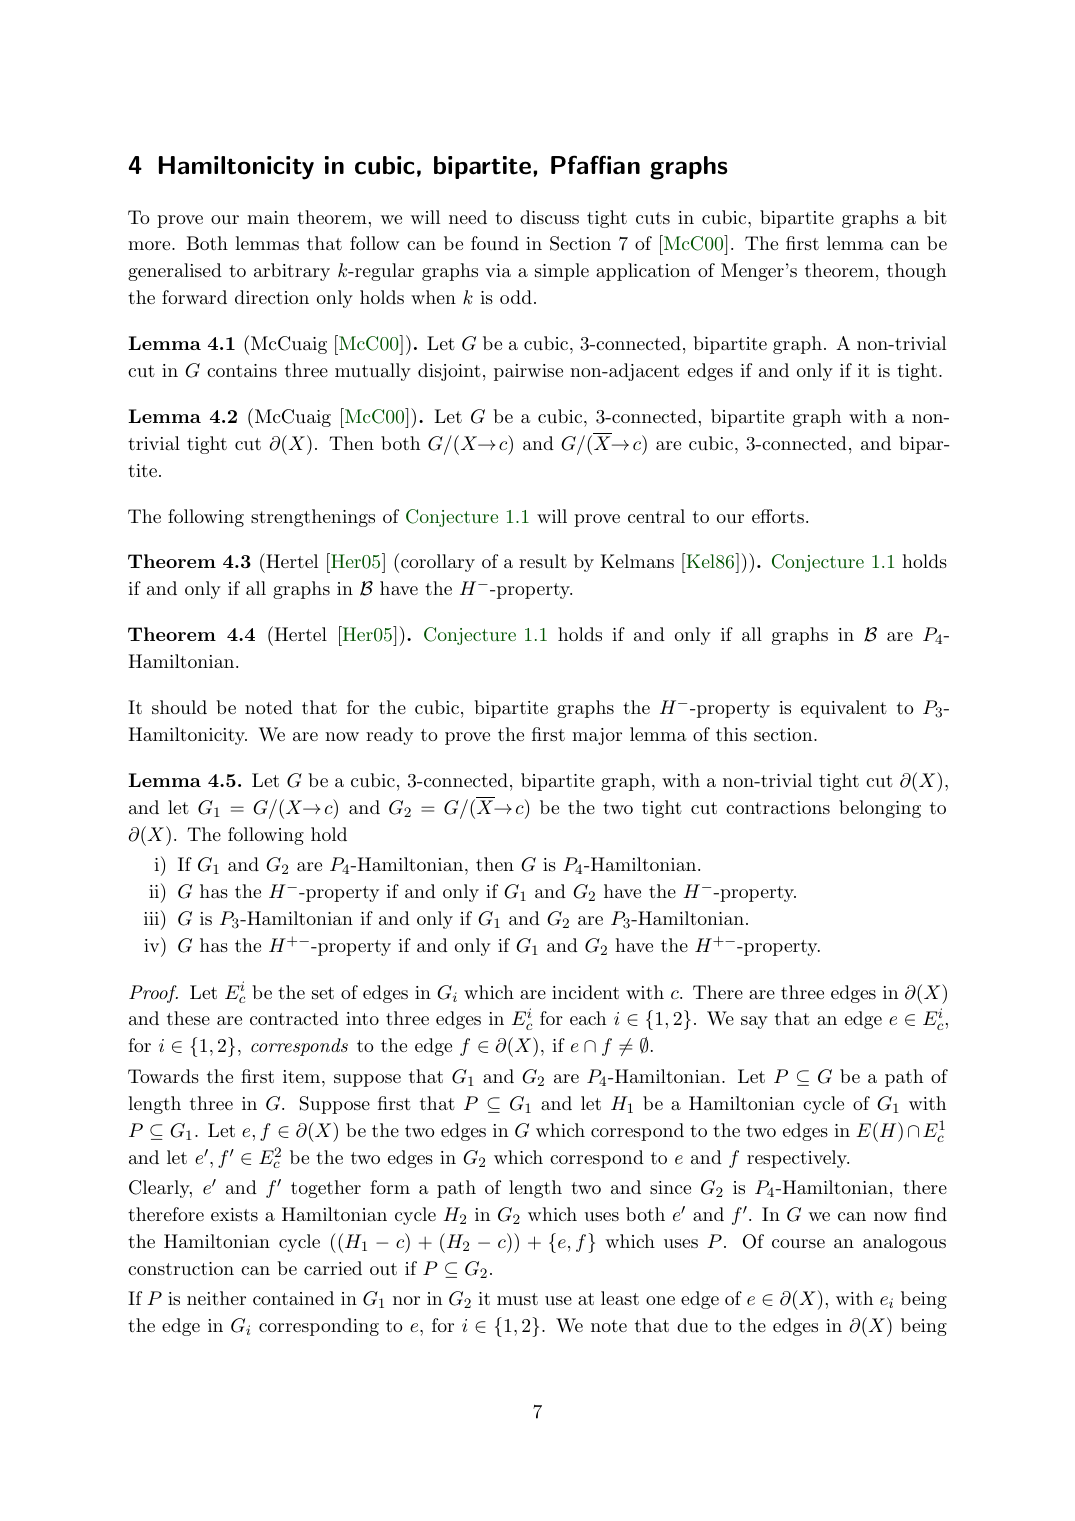 4 Hamiltonicity in cubic, bipartite, Pfaffian graphs
To prove our main theorem, we will need to discuss tight cuts in cubic, bipartite graphs a bit
more. Both lemmas that follow can be found in Section 7 of [McC00]. The first lemma can be
generalised to arbitrary k-regular graphs via a simple application of Menger's theorem, though
the forward direction only holds when k is odd.
Lemma 4.1 (McCuaig [McC00]). Let G be a cubic, 3-connected, bipartite graph. A non-trivial
cut in G contains three mutually disjoint, pairwise non-adjacent edges if and only if it is tight.
Lemma 4.2 (McCuaig [McC00]). Let G be a cubic, 3-connected, bipartite graph with a non-
trivial tight cut ∂(X). Then both G/(X→c) and G/(X̅→c) are cubic, 3-connected, and bipar-
tite.
The following strengthenings of Conjecture 1.1 will prove central to our efforts.
Theorem 4.3 (Hertel [Her05] (corollary of a result by Kelmans [Kel86])). Conjecture 1.1 holds
if and only if all graphs in ℬ have the H⁻-property.
Theorem 4.4 (Hertel [Her05]). Conjecture 1.1 holds if and only if all graphs in ℬ are P₄-
Hamiltonian.
It should be noted that for the cubic, bipartite graphs the H⁻-property is equivalent to P₃-
Hamiltonicity. We are now ready to prove the first major lemma of this section.
Lemma 4.5. Let G be a cubic, 3-connected, bipartite graph, with a non-trivial tight cut ∂(X),
and let G₁ = G/(X→c) and G₂ = G/(X̅→c) be the two tight cut contractions belonging to
∂(X). The following hold
i) If G₁ and G₂ are P₄-Hamiltonian, then G is P₄-Hamiltonian.
ii) G has the H⁻-property if and only if G₁ and G₂ have the H⁻-property.
iii) G is P₃-Hamiltonian if and only if G₁ and G₂ are P₃-Hamiltonian.
iv) G has the H⁺⁻-property if and only if G₁ and G₂ have the H⁺⁻-property.
Proof. Let E_c^i be the set of edges in G_i which are incident with c. There are three edges in ∂(X)
and these are contracted into three edges in E_c^i for each i ∈ {1, 2}. We say that an edge e ∈ E_c^i,
for i ∈ {1, 2}, corresponds to the edge f ∈ ∂(X), if e ∩ f ≠ ∅.
Towards the first item, suppose that G₁ and G₂ are P₄-Hamiltonian. Let P ⊆ G be a path of
length three in G. Suppose first that P ⊆ G₁ and let H₁ be a Hamiltonian cycle of G₁ with
P ⊆ G₁. Let e, f ∈ ∂(X) be the two edges in G which correspond to the two edges in E(H) ∩ E_c^1
and let e′, f′ ∈ E_c^2 be the two edges in G₂ which correspond to e and f respectively.
Clearly, e′ and f′ together form a path of length two and since G₂ is P₄-Hamiltonian, there
therefore exists a Hamiltonian cycle H₂ in G₂ which uses both e′ and f′. In G we can now find
the Hamiltonian cycle ((H₁ − c) + (H₂ − c)) + {e, f} which uses P. Of course an analogous
construction can be carried out if P ⊆ G₂.
If P is neither contained in G₁ nor in G₂ it must use at least one edge of e ∈ ∂(X), with e_i being
the edge in G_i corresponding to e, for i ∈ {1, 2}. We note that due to the edges in ∂(X) being
7